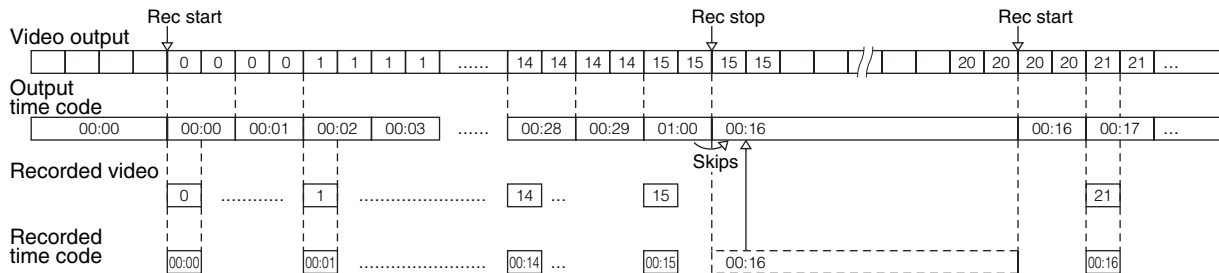 Rec start Rec stop Rec start
Video output
0 0 0 0 1 1 1 1 ...... 14 14 14 14 15 15 15 15 20 20 20 20 21 21 ...
Output
time code
00:00 00:00 00:01 00:02 00:03 ...... 00:28 00:29 01:00 00:16 00:16 00:17 ...
Skips
Recorded video
0 ............ 1 ........................ 14 ... 15 21
Recorded
time code
00:00 00:01 ........................ 00:14 ... 00:15 00:16 00:16